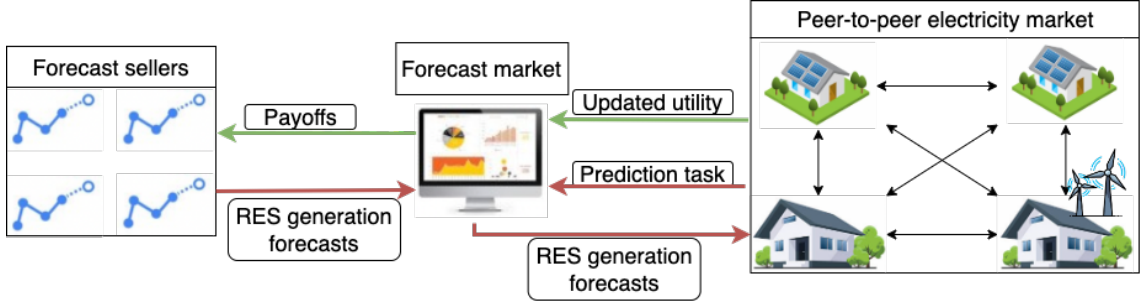 Forecast sellers
Payoffs
RES generation
forecasts
Forecast market
Updated utility
Prediction task
RES generation
forecasts
Peer-to-peer electricity market